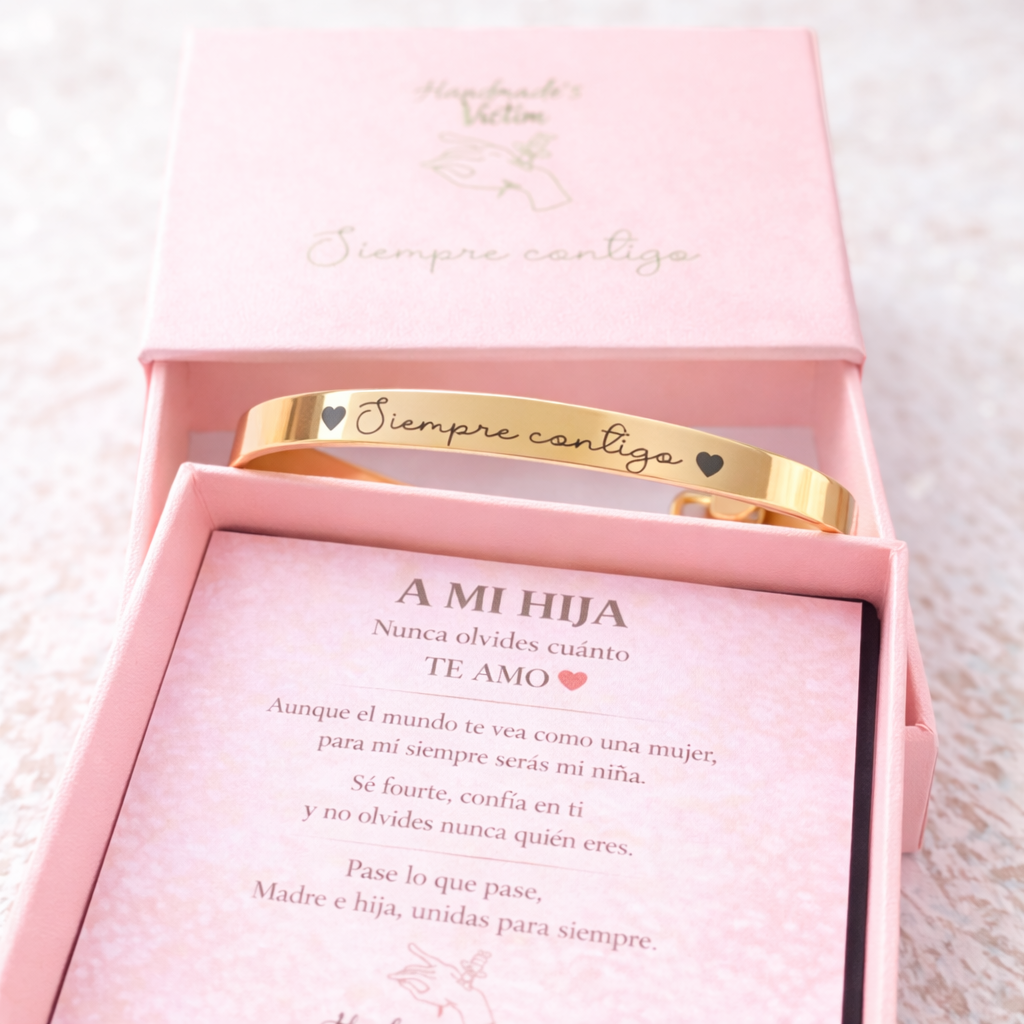 Handmade's
Victim
Siempre contigo
♥ Siempre contigo ♥
A MI HIJA
Nunca olvides cuánto
TE AMO ❤
Aunque el mundo te vea como una mujer,
para mí siempre serás mi niña.
Sé fourte, confía en ti
y no olvides nunca quién eres.
Pase lo que pase,
Madre e hija, unidas para siempre.